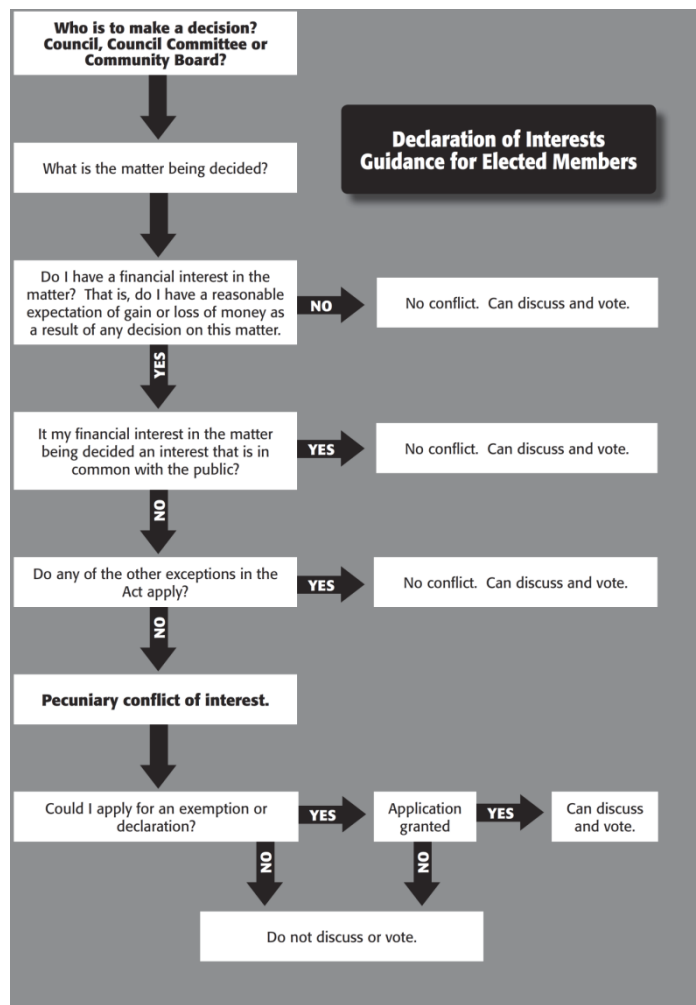 Who is to make a decision?
Council, Council Committee or
Community Board?
Declaration of Interests
Guidance for Elected Members
What is the matter being decided?
Do I have a financial interest in the
matter? That is, do I have a reasonable
expectation of gain or loss of money as
a result of any decision on this matter.
NO
No conflict. Can discuss and vote.
YES
It my financial interest in the matter
being decided an interest that is in
common with the public?
YES
No conflict. Can discuss and vote.
NO
Do any of the other exceptions in the
Act apply?
YES
No conflict. Can discuss and vote.
NO
Pecuniary conflict of interest.
Could I apply for an exemption or
declaration?
YES
Application
granted
YES
Can discuss
and vote.
NO
NO
Do not discuss or vote.